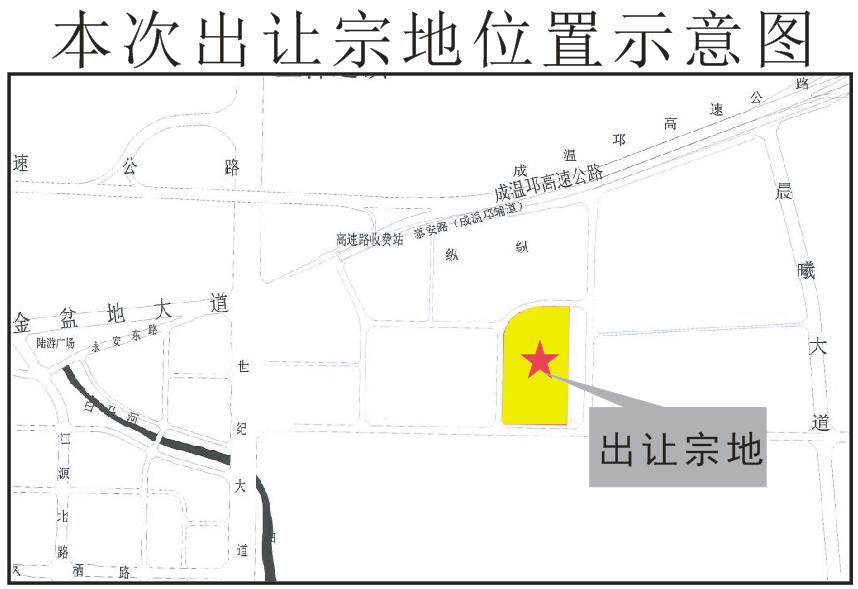 本次出让宗地位置示意图
速公路
成温邛高速公路
成温邛高速公路
泰安路（成温邛辅道）
高速路收费站
纵
纵
晨曦大道
金盆地大道
陆游广场
永安东路
世纪大道
白马河
江源北路
栖路
出让宗地